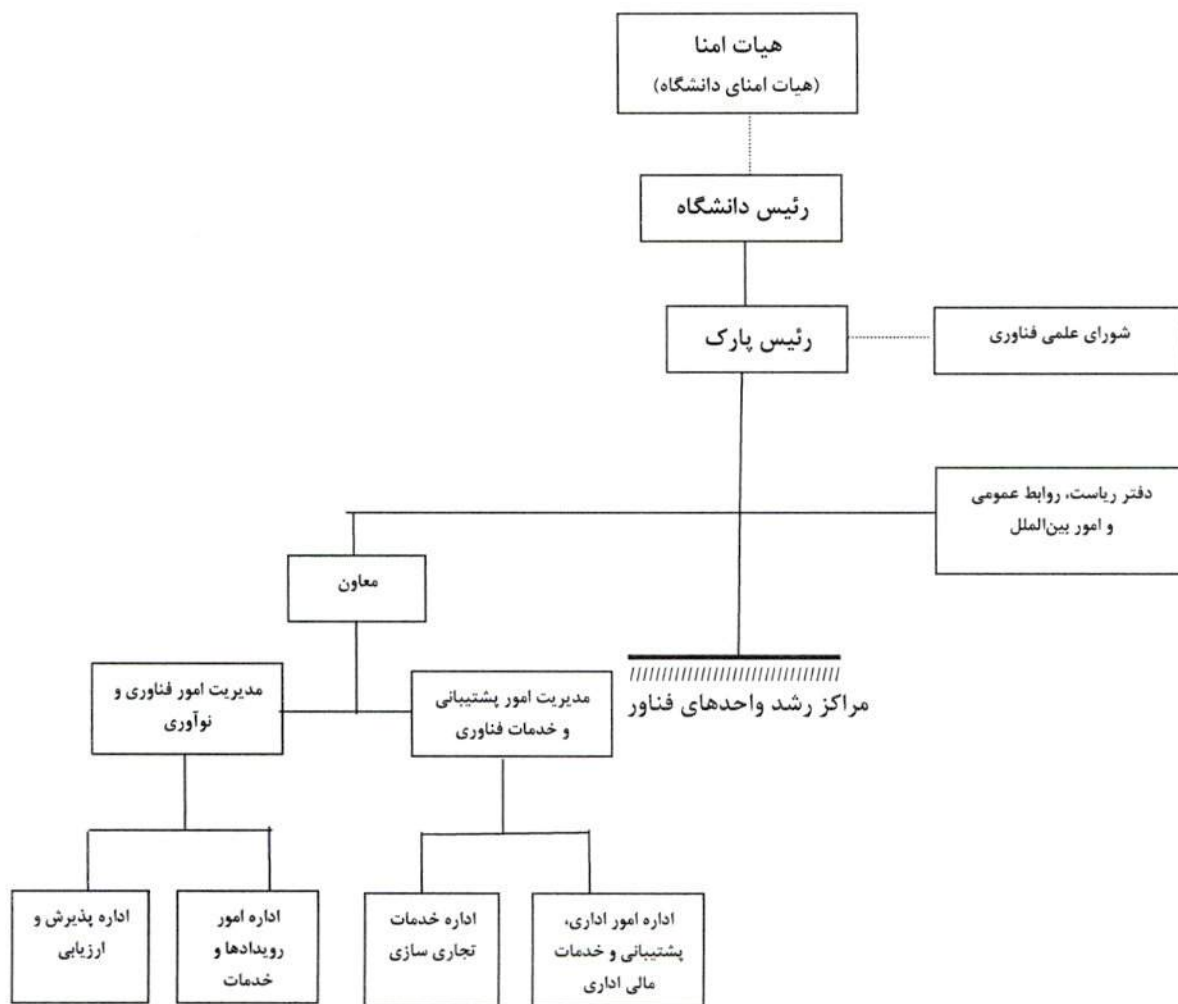 هیات امنا
(هیات امنای دانشگاه)
رئیس دانشگاه
رئیس پارک
شورای علمی فناوری
دفتر ریاست، روابط عمومی
و امور بین‌الملل
معاون
مدیریت امور پشتیبانی
و خدمات فناوری
مدیریت امور فناوری و
نوآوری
مراکز رشد واحدهای فناور
اداره امور اداری،
پشتیبانی و خدمات
مالی اداری
اداره خدمات
تجاری سازی
اداره امور
رویدادها و
خدمات
اداره پذیرش و
ارزیابی